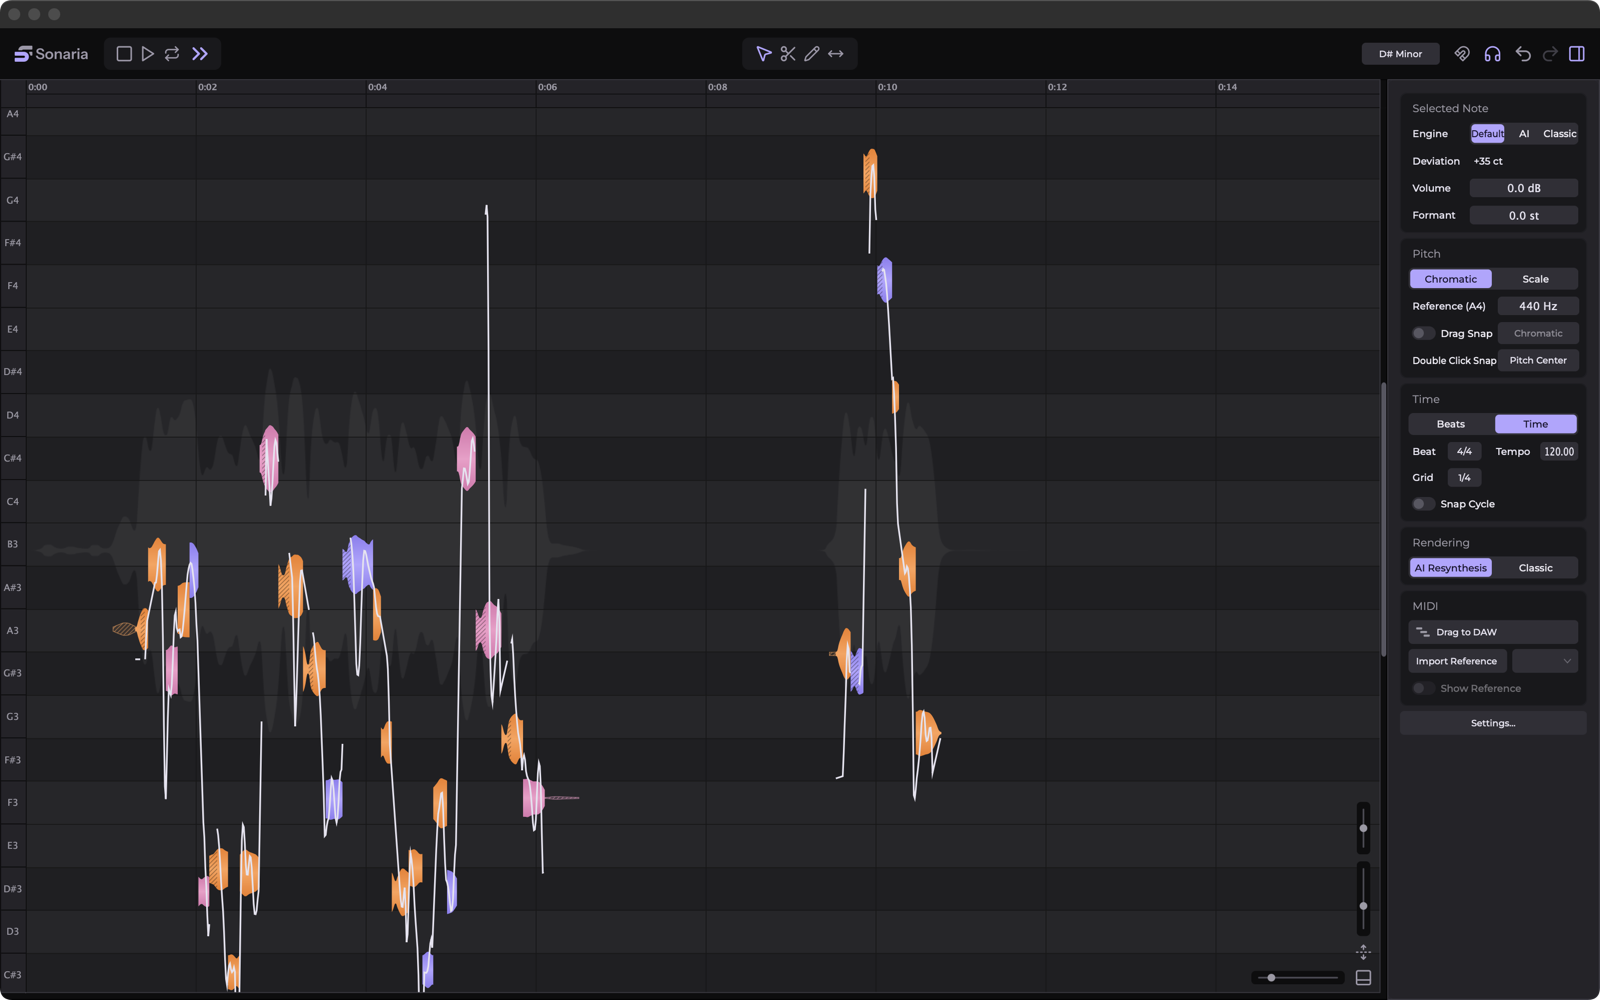 Sonaria
D# Minor
0:00 0:02 0:04 0:06 0:08 0:10 0:12 0:14
A4
G#4
G4
F#4
F4
E4
D#4
D4
C#4
C4
B3
A#3
A3
G#3
G3
F#3
F3
E3
D#3
D3
C#3
Selected Note
Engine Default AI Classic
Deviation +35 ct
Volume 0.0 dB
Formant 0.0 st
Pitch
Chromatic Scale
Reference (A4) 440 Hz
Drag Snap Chromatic
Double Click Snap Pitch Center
Time
Beats Time
Beat 4/4 Tempo 120.00
Grid 1/4
Snap Cycle
Rendering
AI Resynthesis Classic
MIDI
Drag to DAW
Import Reference
Show Reference
Settings...